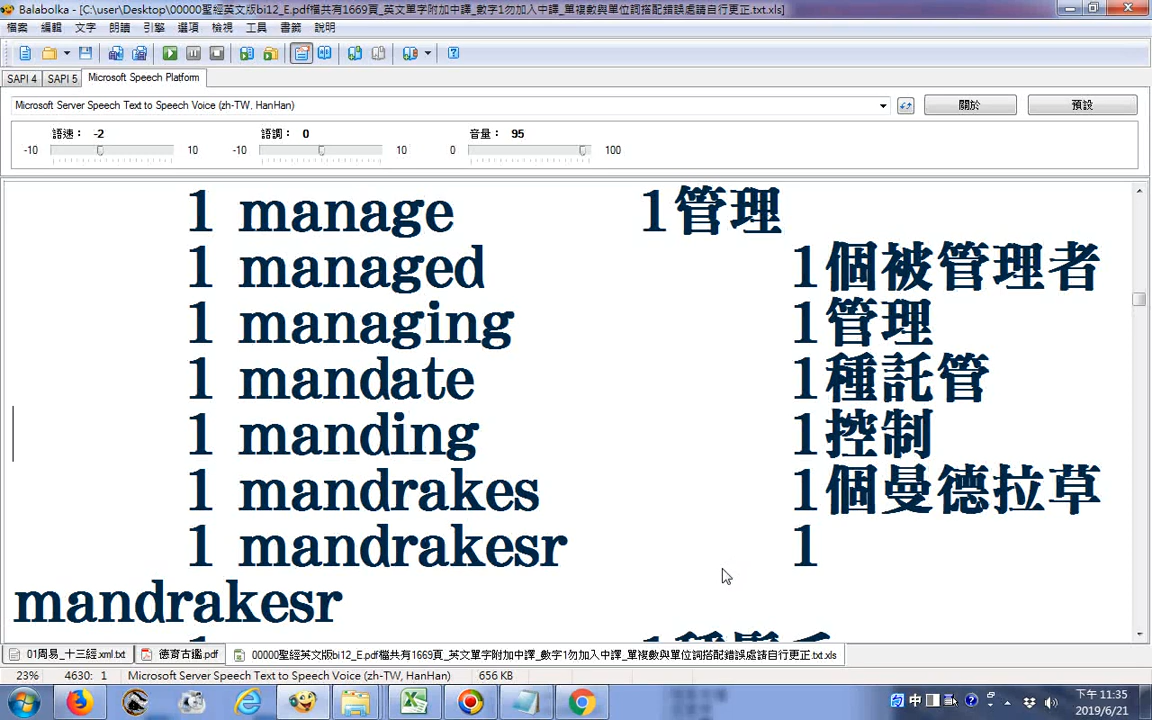 Balabolka - [C:\user\Desktop\00000聖經英文版bi12_E.pdf檔共有1669頁_英文單字附加中譯_數字1勿加入中譯_單複數與單位詞搭配錯誤處請自行更正.txt.xls]
檔案 編輯 文字 朗讀 引擎 選項 檢視 工具 書籤 說明
SAPI 4 SAPI 5 Microsoft Speech Platform
Microsoft Server Speech Text to Speech Voice (zh-TW, HanHan) 關於 預設
語速： -2 語調： 0 音量： 95
-10 10 -10 10 0 100
1 manage 1管理
1 managed 1個被管理者
1 managing 1管理
1 mandate 1種託管
1 manding 1控制
1 mandrakes 1個曼德拉草
1 mandrakesr 1
mandrakesr
01周易_十三經.xml.txt 德育古鑑.pdf 00000聖經英文版bi12_E.pdf檔共有1669頁_英文單字附加中譯_數字1勿加入中譯_單複數與單位詞搭配錯誤處請自行更正.txt.xls
23% 4630: 1 Microsoft Server Speech Text to Speech Voice (zh-TW, HanHan) 656 KB
中 下午 11:35
2019/6/21